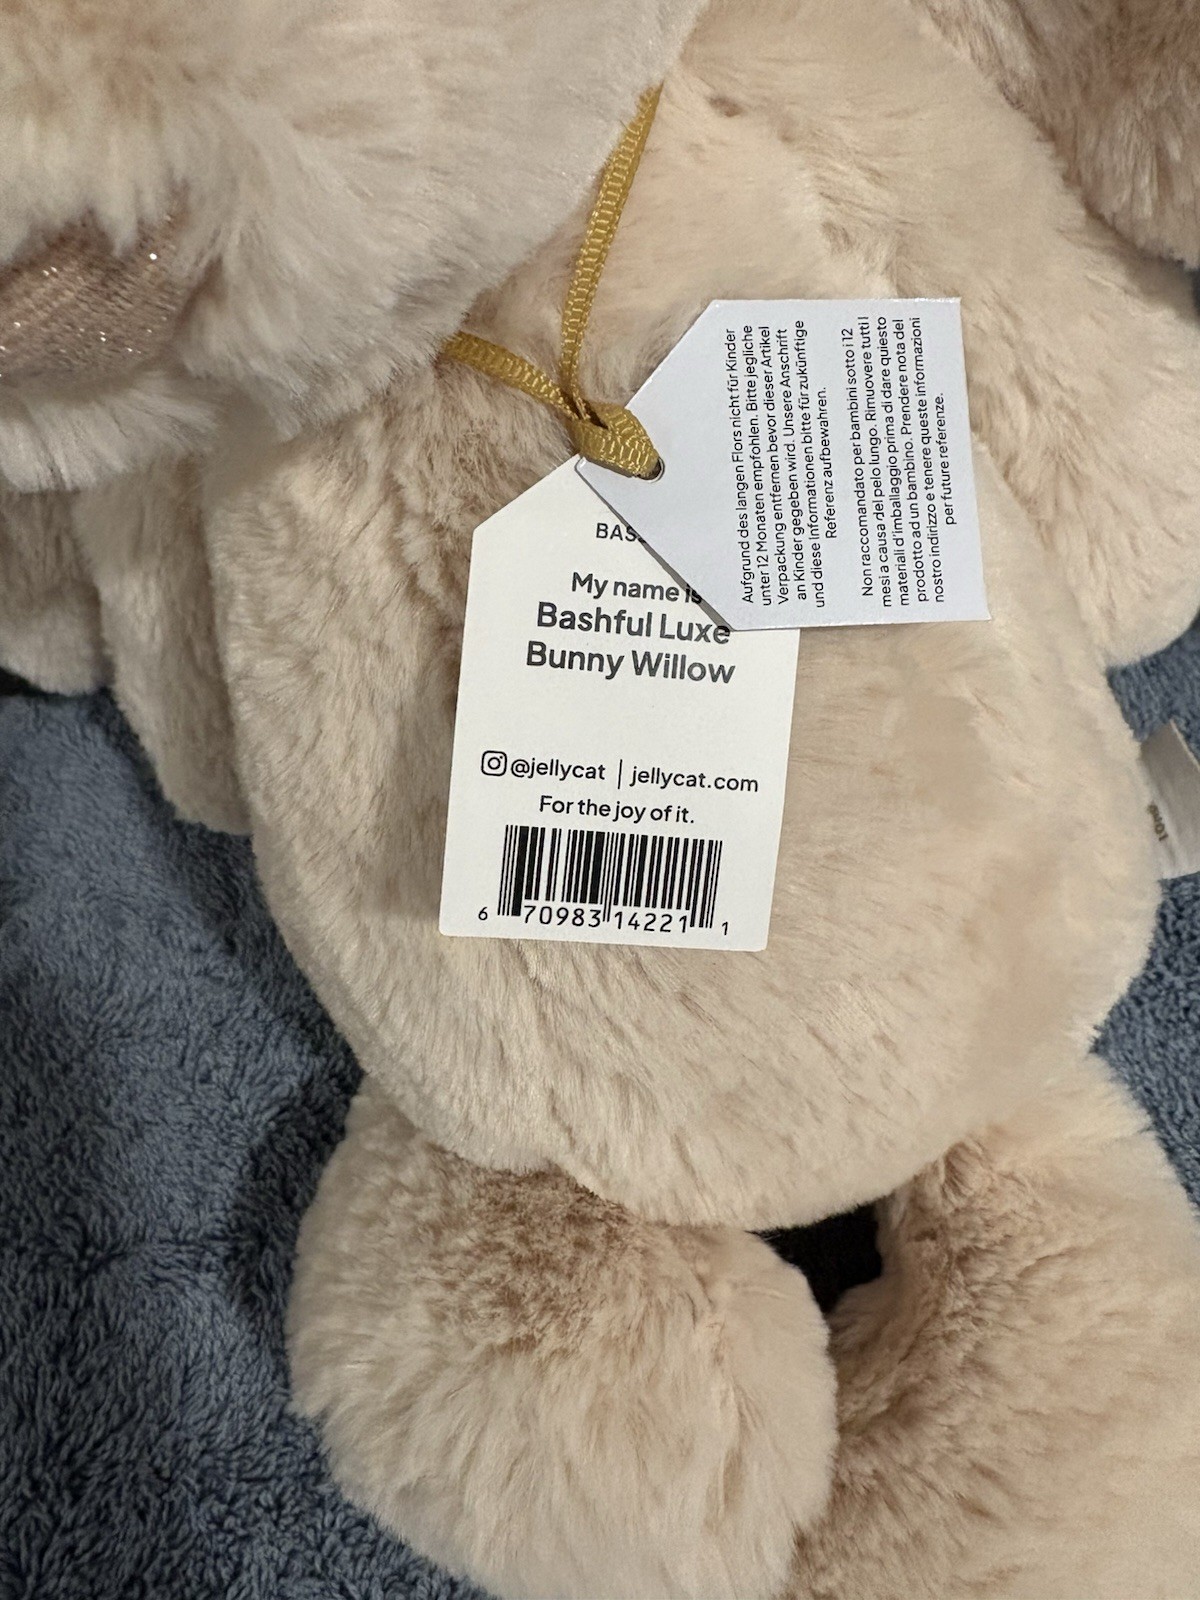 My name is
Bashful Luxe
Bunny Willow
@jellycat | jellycat.com
For the joy of it.
6 70983 14221 1
Aufgrund des langen Flors nicht für Kinder
unter 12 Monaten empfohlen. Bitte jegliche
Verpackung entfernen bevor dieser Artikel
an Kinder gegeben wird. Unsere Anschrift
und diese Informationen bitte für zukünftige
Referenz aufbewahren.
Non raccomandato per bambini sotto i 12
mesi a causa del pelo lungo. Rimuovere tutti i
materiali d'imballaggio prima di dare questo
prodotto ad un bambino. Prendere nota del
nostro indirizzo e tenere queste informazioni
per future referenze.